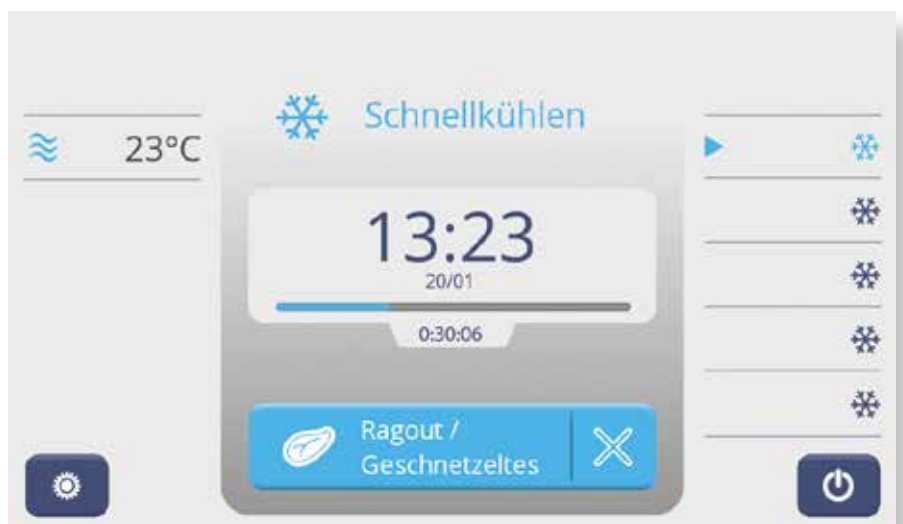 Schnellkühlen
23°C
13:23
20/01
0:30:06
Ragout /
Geschnetzeltes